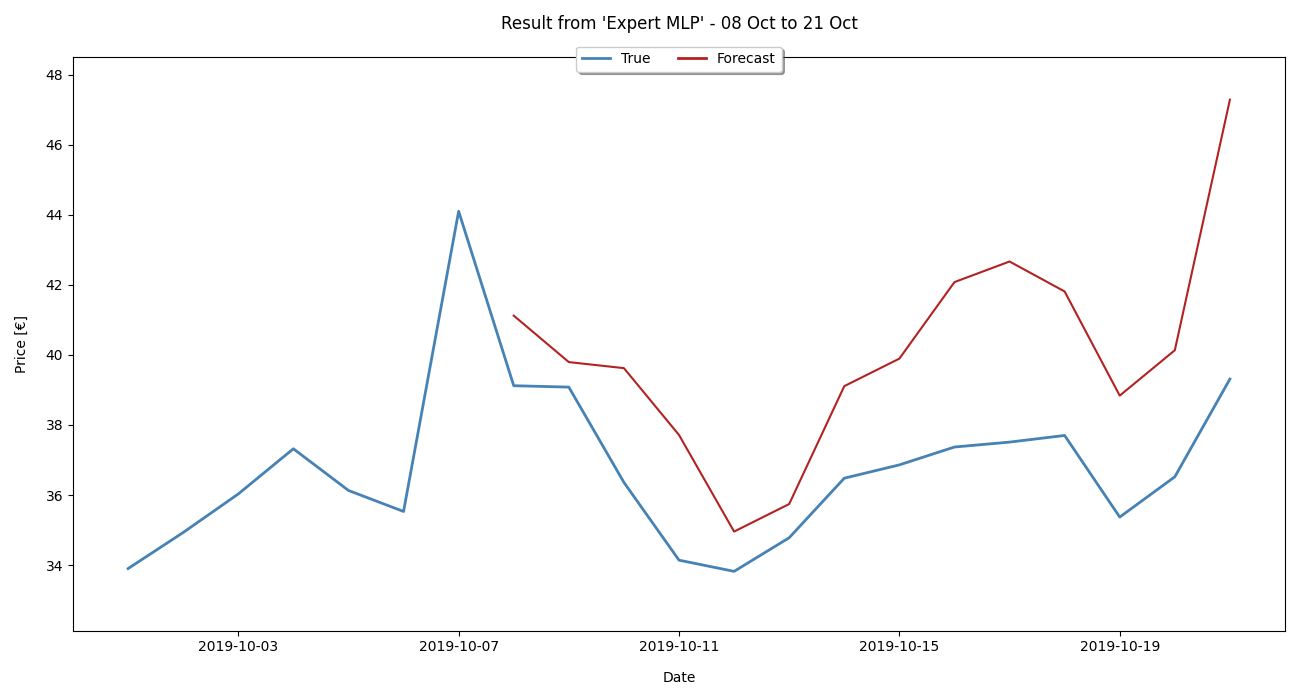 Result from 'Expert MLP' - 08 Oct to 21 Oct
True Forecast
48
46
44
42
40
38
36
34
Price [€]
2019-10-03 2019-10-07 2019-10-11 2019-10-15 2019-10-19
Date